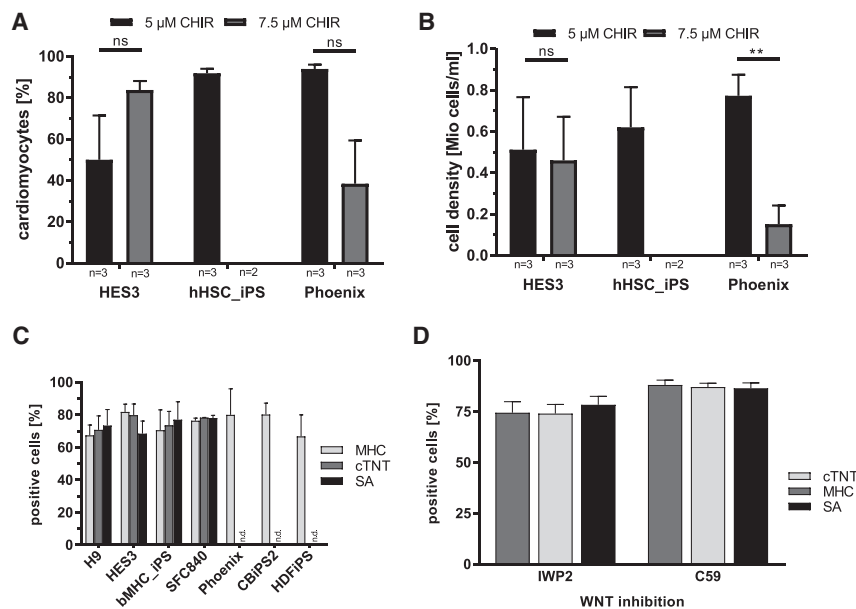 A
5 µM CHIR 7.5 µM CHIR
ns ns
cardiomyocytes [%]
100
80
60
40
20
0
n=3 n=3 n=3 n=2 n=3 n=3
HES3 hHSC_iPS Phoenix
B
5 µM CHIR 7.5 µM CHIR
ns **
cell density [Mio cells/ml]
1.0
0.8
0.6
0.4
0.2
0.0
n=3 n=3 n=3 n=2 n=3 n=3
HES3 hHSC_iPS Phoenix
C
positive cells [%]
100
80
60
40
20
0
n.d. n.d. n.d.
H9 HES3 bMHC_iPS SFC840 Phoenix CBiPS2 HDFiPS
MHC
cTNT
SA
D
positive cells [%]
100
75
50
25
0
IWP2 C59
WNT inhibition
cTNT
MHC
SA